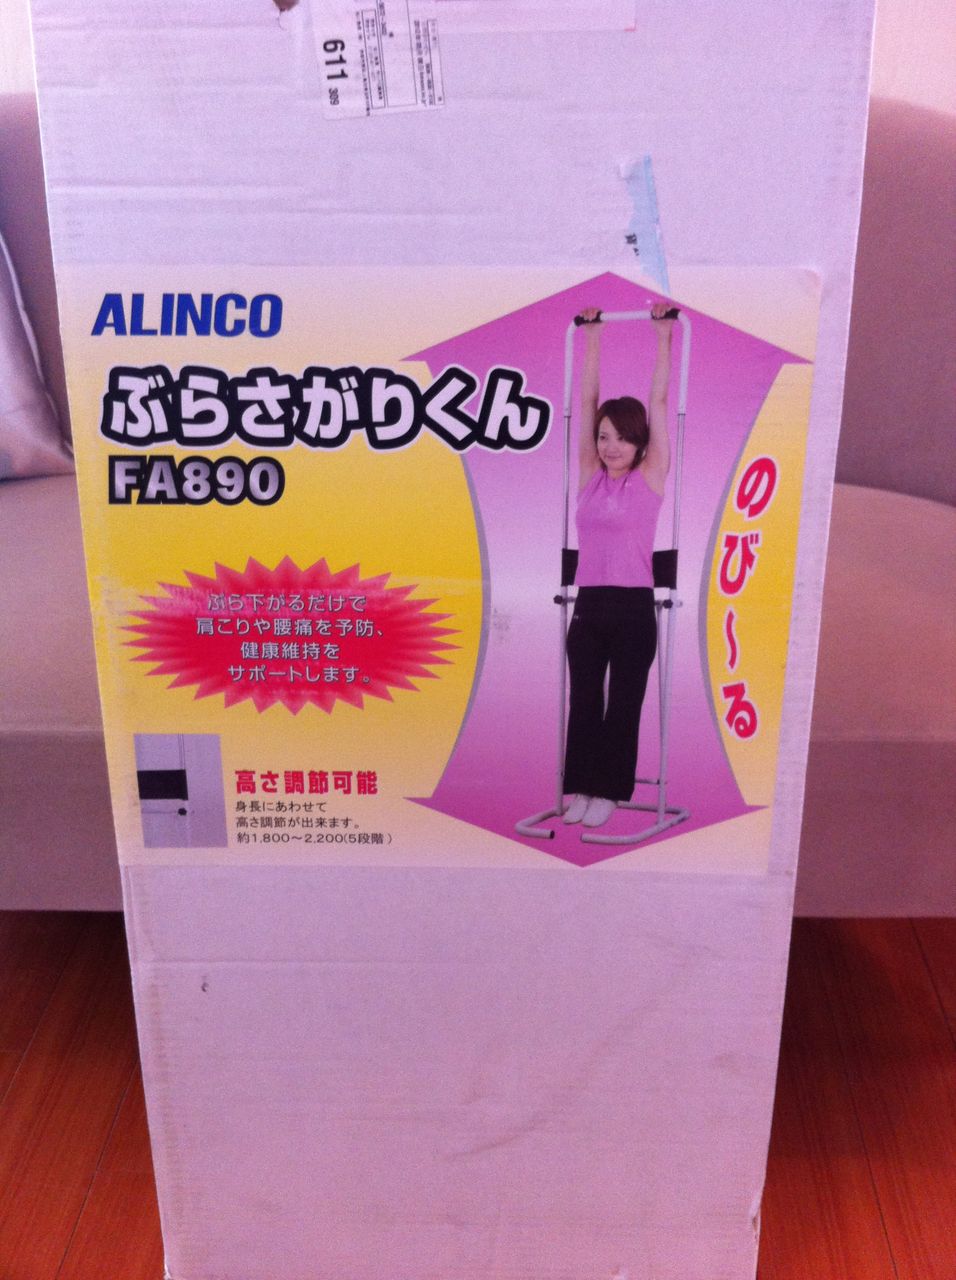 611 309
ALINCO
ぶらさがりくん
FA890
のび〜る
ぶら下がるだけで
肩こりや腰痛を予防、
健康維持を
サポートします。
高さ調節可能
身長にあわせて
高さ調節が出来ます。
約1,800〜2,200(5段階)